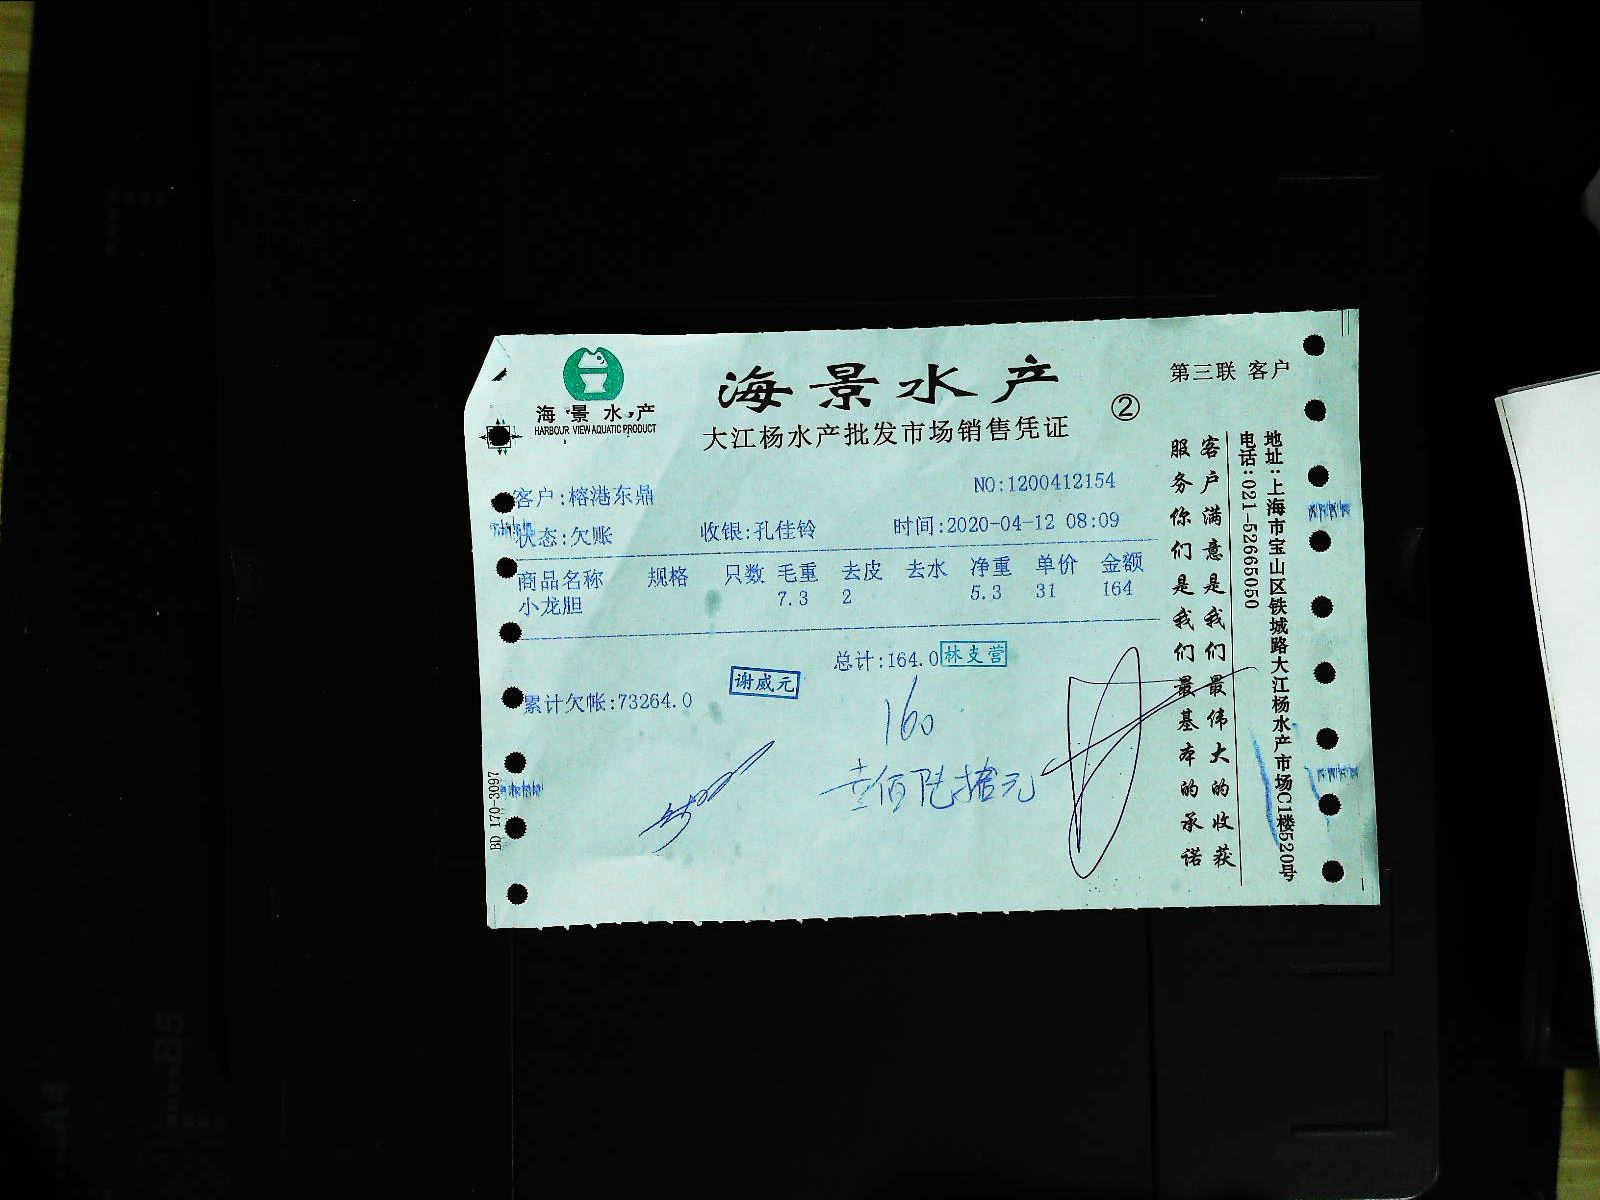 海景水产
HARBOUR VIEW AQUATIC PRODUCT
海景水产
大江杨水产批发市场销售凭证
②
第三联 客户
客户:榕港东鼎
NO:1200412154
状态:欠账 收银:孔佳铃 时间:2020-04-12 08:09
商品名称 规格 只数 毛重 去皮 去水 净重 单价 金额
小龙胆 7.3 2 5.3 31 164
总计:164.0
林支营
谢威元
累计欠帐:73264.0
160
壹佰陆拾元
客户满意是我们最伟大的收获
服务你们是我们最基本的承诺
地址:上海市宝山区铁城路大江杨水产市场C1楼520号
电话:021-52665050
BD 170-3097